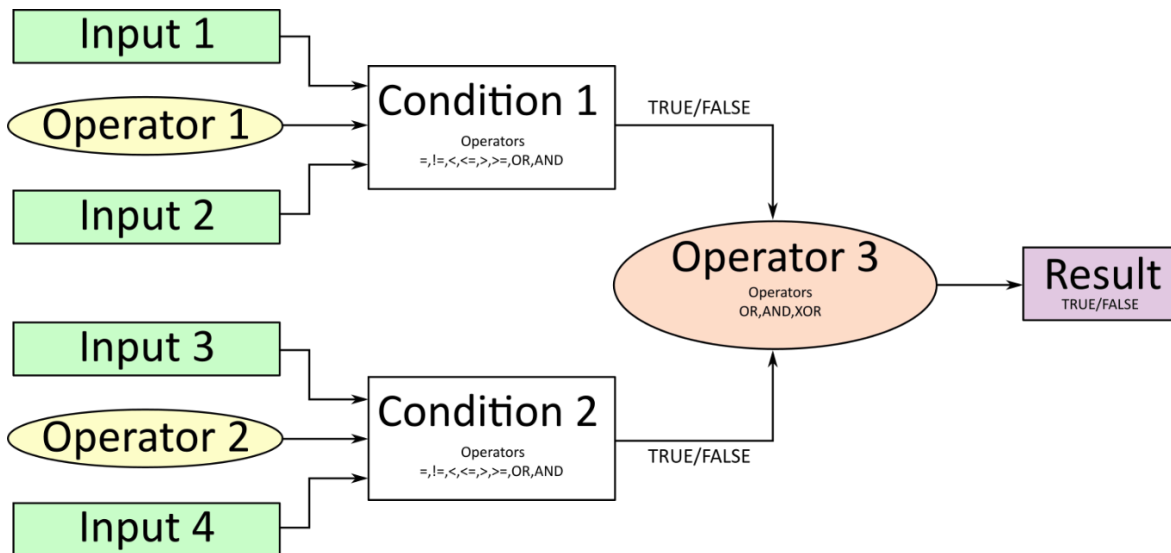 Input 1
Operator 1
Input 2
Condition 1
Operators
=,!=,<,<=,>,>=,OR,AND
TRUE/FALSE
Input 3
Operator 2
Input 4
Condition 2
Operators
=,!=,<,<=,>,>=,OR,AND
TRUE/FALSE
Operator 3
Operators
OR,AND,XOR
Result
TRUE/FALSE